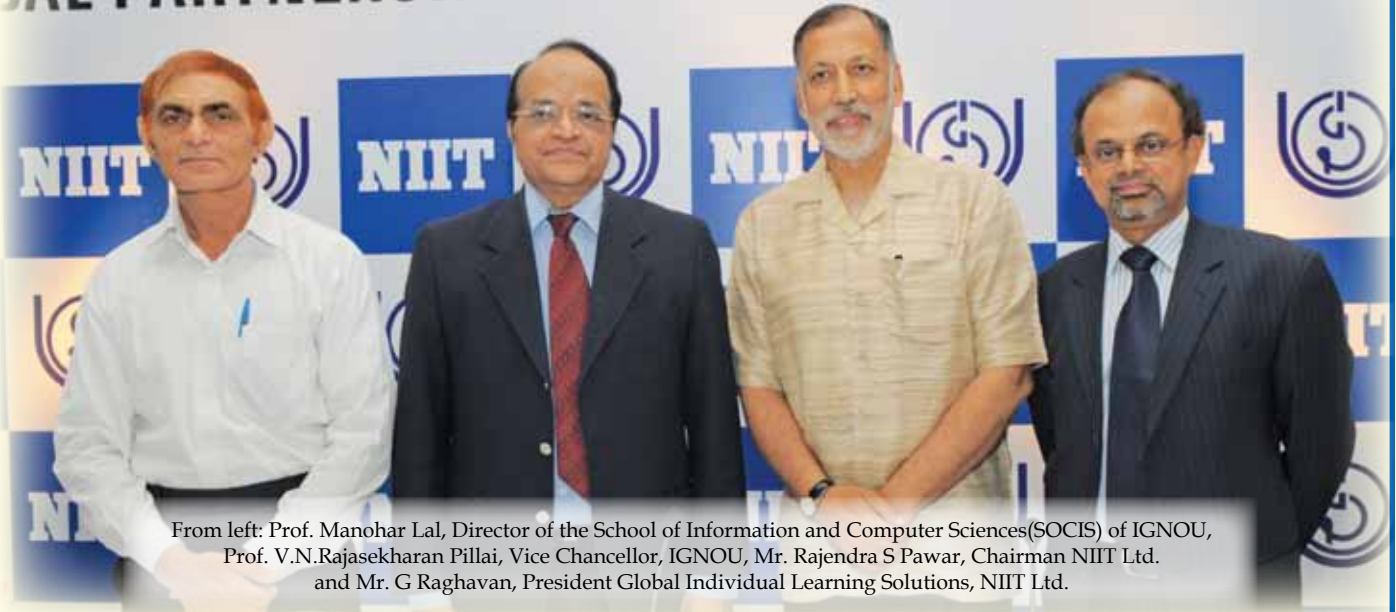 NIIT NIIT
From left: Prof. Manohar Lal, Director of the School of Information and Computer Sciences(SOCIS) of IGNOU,
Prof. V.N.Rajasekharan Pillai, Vice Chancellor, IGNOU, Mr. Rajendra S Pawar, Chairman NIIT Ltd.
and Mr. G Raghavan, President Global Individual Learning Solutions, NIIT Ltd.